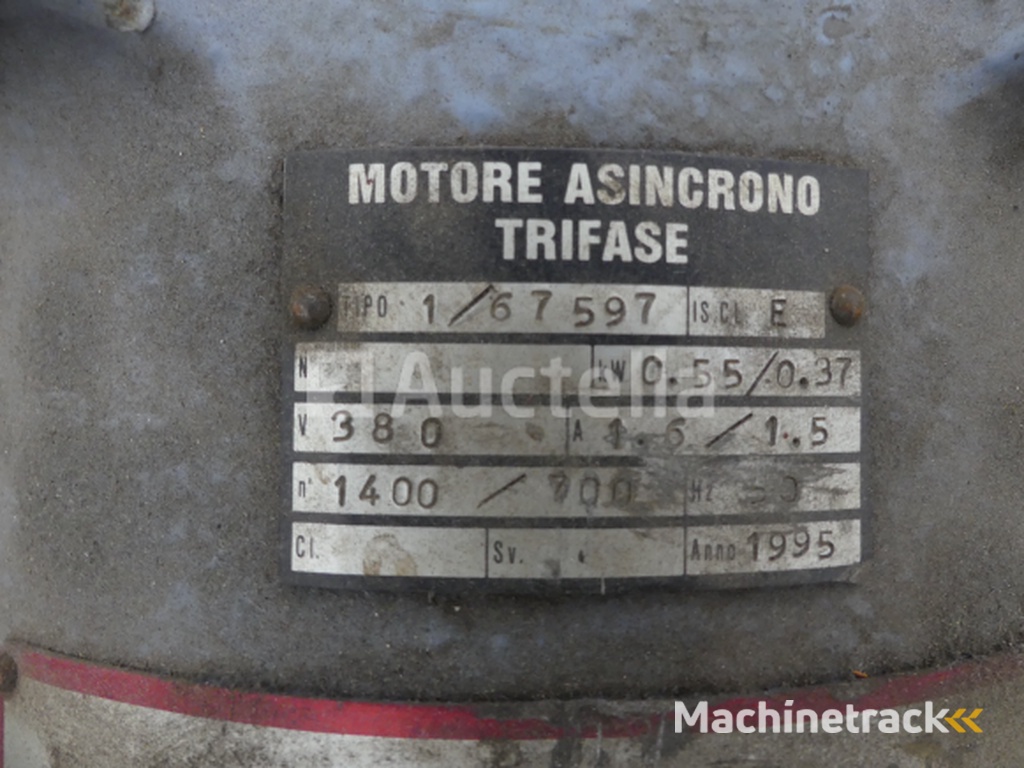 MOTORE ASINCRONO
TRIFASE
TIPO 1/67597 IS.CL. E
N kW 0.55/0.37
Auctelia
V 380 A 1.6/1.5
n° 1400/700 Hz
Cl. Sv. Anno 1995
Machinetrack